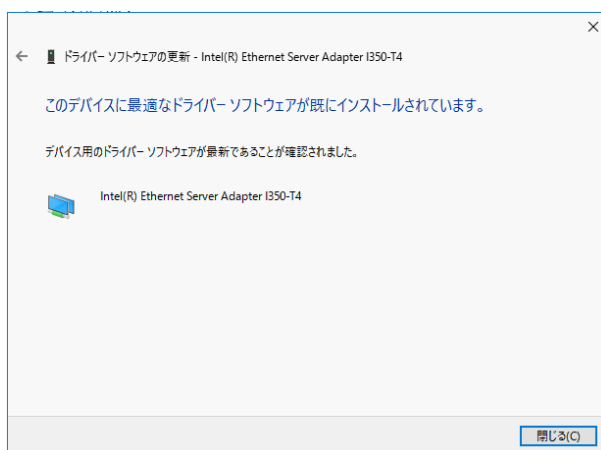 ドライバー ソフトウェアの更新 - Intel(R) Ethernet Server Adapter I350-T4
このデバイスに最適なドライバー ソフトウェアが既にインストールされています。
デバイス用のドライバー ソフトウェアが最新であることが確認されました。
Intel(R) Ethernet Server Adapter I350-T4
閉じる(C)